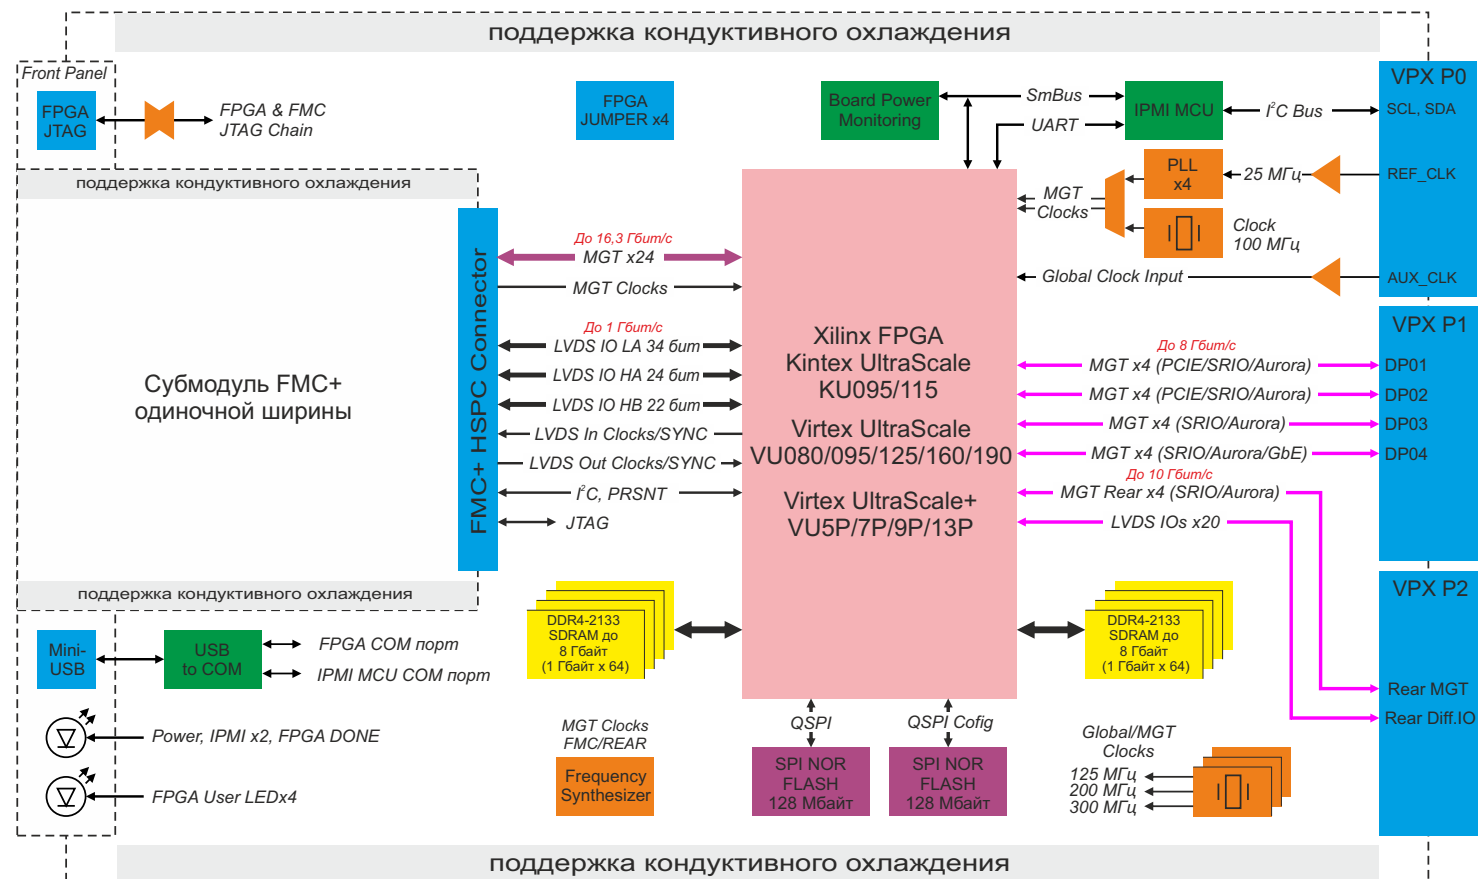 поддержка кондуктивного охлаждения
Front Panel
FPGA
JTAG
FPGA & FMC
JTAG Chain
FPGA
JUMPER x4
Board Power
Monitoring
SmBus
UART
IPMI MCU
I²C Bus
VPX P0
SCL, SDA
REF_CLK
AUX_CLK
PLL
x4
25 МГц
MGT
Clocks
Clock
100 МГц
Global Clock Input
поддержка кондуктивного охлаждения
Субмодуль FMC+
одиночной ширины
FMC+ HSPC Connector
До 16,3 Гбит/с
MGT x24
MGT Clocks
До 1 Гбит/с
LVDS IO LA 34 бит
LVDS IO HA 24 бит
LVDS IO HB 22 бит
LVDS In Clocks/SYNC
LVDS Out Clocks/SYNC
I²C, PRSNT
JTAG
Xilinx FPGA
Kintex UltraScale
KU095/115
Virtex UltraScale
VU080/095/125/160/190
Virtex UltraScale+
VU5P/7P/9P/13P
До 8 Гбит/с
MGT x4 (PCIE/SRIO/Aurora)
MGT x4 (PCIE/SRIO/Aurora)
MGT x4 (SRIO/Aurora)
MGT x4 (SRIO/Aurora/GbE)
До 10 Гбит/с
MGT Rear x4 (SRIO/Aurora)
LVDS IOs x20
VPX P1
DP01
DP02
DP03
DP04
VPX P2
Rear MGT
Rear Diff.IO
поддержка кондуктивного охлаждения
Mini-
USB
USB
to COM
FPGA COM порт
IPMI MCU COM порт
Power, IPMI x2, FPGA DONE
FPGA User LEDx4
DDR4-2133
SDRAM до
8 Гбайт
(1 Гбайт x 64)
DDR4-2133
SDRAM до
8 Гбайт
(1 Гбайт x 64)
MGT Clocks
FMC/REAR
Frequency
Synthesizer
QSPI
SPI NOR
FLASH
128 Мбайт
QSPI Cofig
SPI NOR
FLASH
128 Мбайт
Global/MGT
Clocks
125 МГц
200 МГц
300 МГц
поддержка кондуктивного охлаждения